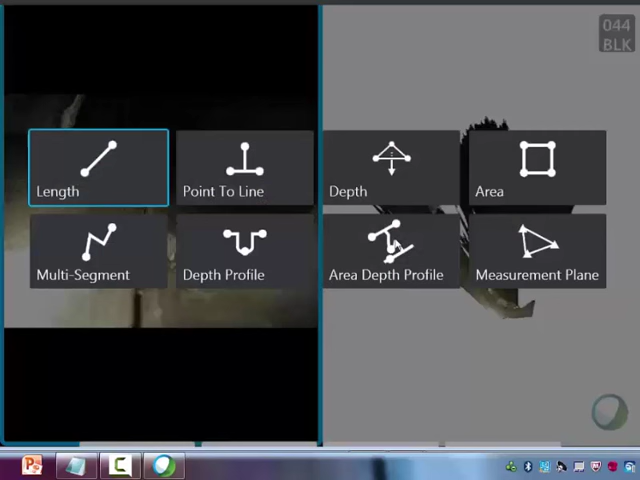 044
BLK
Length
Point To Line
Depth
Area
Multi-Segment
Depth Profile
Area Depth Profile
Measurement Plane